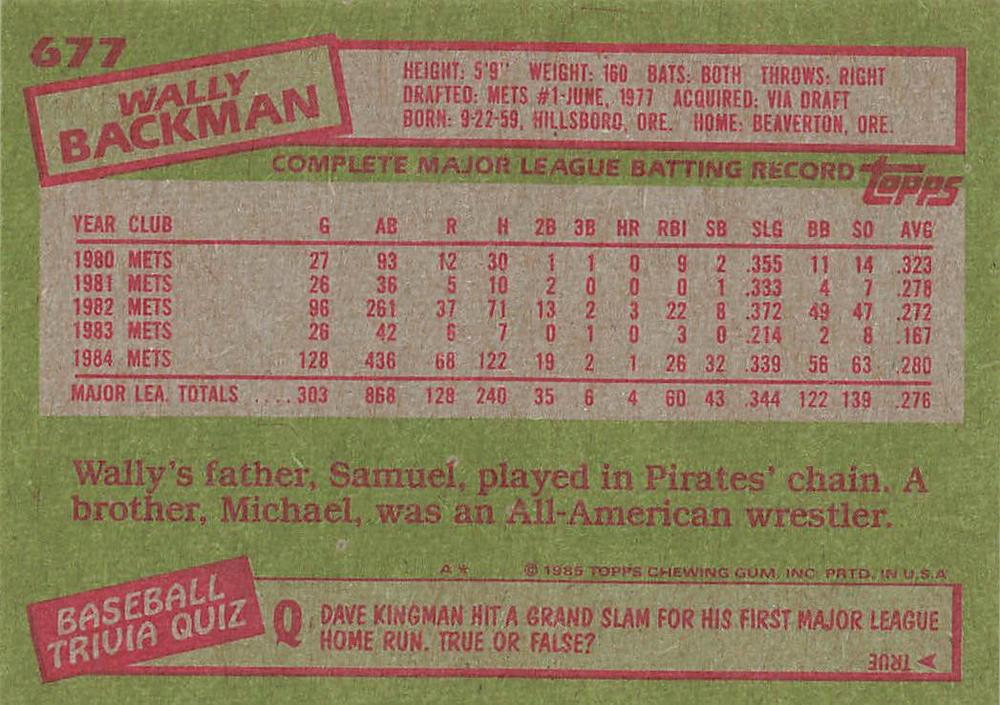 677
WALLY
BACKMAN
HEIGHT: 5'9" WEIGHT: 160 BATS: BOTH THROWS: RIGHT
DRAFTED: METS #1-JUNE, 1977 ACQUIRED: VIA DRAFT
BORN: 9-22-59, HILLSBORO, ORE. HOME: BEAVERTON, ORE.
COMPLETE MAJOR LEAGUE BATTING RECORD topps
YEAR CLUB G AB R H 2B 3B HR RBI SB SLG BB SO AVG
1980 METS 27 93 12 30 1 1 0 9 2 .355 11 14 .323
1981 METS 26 36 5 10 2 0 0 0 1 .333 4 7 .278
1982 METS 96 261 37 71 13 2 3 22 8 .372 49 47 .272
1983 METS 26 42 6 7 0 1 0 3 0 .214 2 8 .167
1984 METS 128 436 68 122 19 2 1 26 32 .339 56 63 .280
MAJOR LEA. TOTALS .... 303 868 128 240 35 6 4 60 43 .344 122 139 .276
Wally's father, Samuel, played in Pirates' chain. A
brother, Michael, was an All-American wrestler.
A* © 1985 TOPPS CHEWING GUM, INC. PRTD. IN U.S.A.
BASEBALL
TRIVIA QUIZ
Q. DAVE KINGMAN HIT A GRAND SLAM FOR HIS FIRST MAJOR LEAGUE
HOME RUN. TRUE OR FALSE?
TRUE